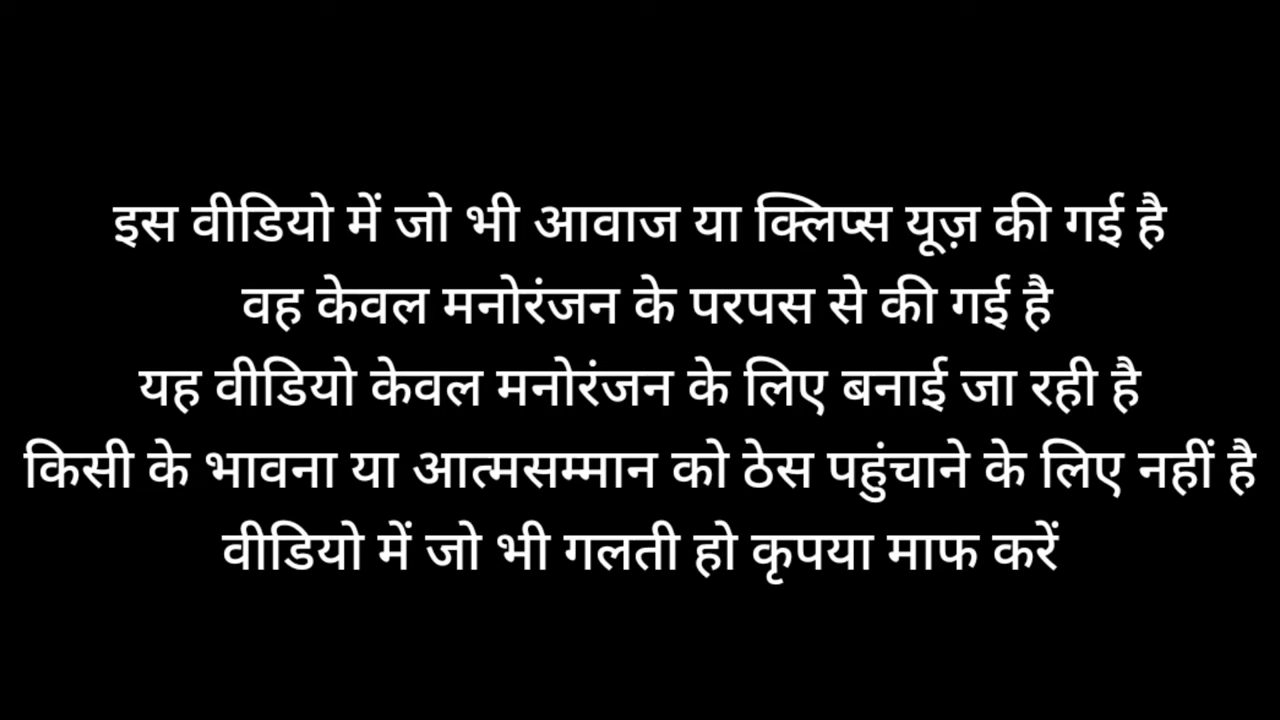 इस वीडियो में जो भी आवाज या क्लिप्स यूज़ की गई है
वह केवल मनोरंजन के परपस से की गई है
यह वीडियो केवल मनोरंजन के लिए बनाई जा रही है
किसी के भावना या आत्मसम्मान को ठेस पहुंचाने के लिए नहीं है
वीडियो में जो भी गलती हो कृपया माफ करें